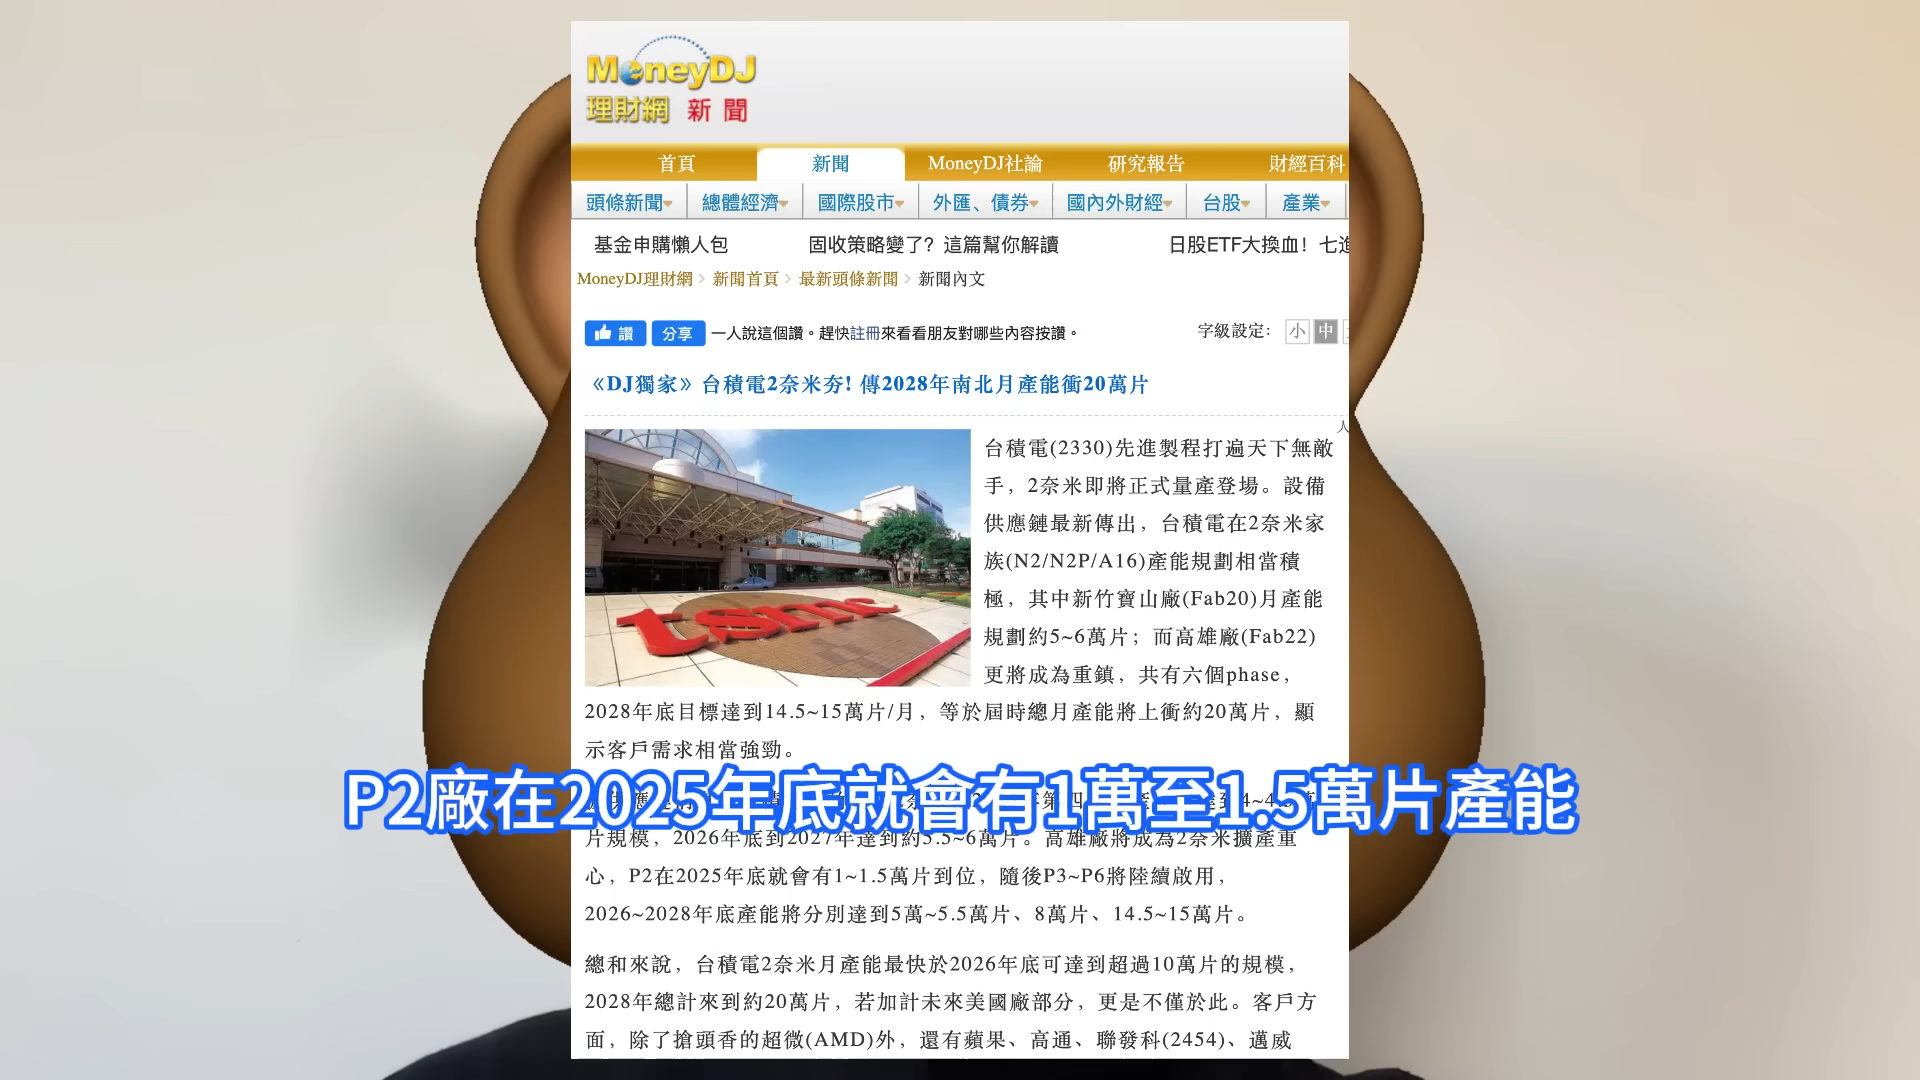 MoneyDJ
理財網 新聞
首頁 新聞 MoneyDJ社論 研究報告 財經百科
頭條新聞 總體經濟 國際股市 外匯、債券 國內外財經 台股 產業
基金申購懶人包 固收策略變了？這篇幫你解讀 日股ETF大換血！七
MoneyDJ理財網 > 新聞首頁 > 最新頭條新聞 > 新聞內文
讚 分享 一人說這個讚。趕快註冊來看看朋友對哪些內容按讚。 字級設定： 小 中
《DJ獨家》台積電2奈米夯! 傳2028年南北月產能衝20萬片
人
台積電(2330)先進製程打遍天下無敵
手，2奈米即將正式量產登場。設備
供應鏈最新傳出，台積電在2奈米家
族(N2/N2P/A16)產能規劃相當積
極，其中新竹寶山廠(Fab20)月產能
規劃約5~6萬片；而高雄廠(Fab22)
更將成為重鎮，共有六個phase，
tsmc
2028年底目標達到14.5~15萬片/月，等於屆時總月產能將上衝約20萬片，顯
示客戶需求相當強勁。
P2廠在2025年底就會有1萬至1.5萬片產能
片規模，2026年底到2027年達到約5.5~6萬片。高雄廠將成為2奈米擴產重
心，P2在2025年底就會有1~1.5萬片到位，隨後P3~P6將陸續啟用，
2026~2028年底產能將分別達到5萬~5.5萬片、8萬片、14.5~15萬片。
總和來說，台積電2奈米月產能最快於2026年底可達到超過10萬片的規模，
2028年總計來到約20萬片，若加計未來美國廠部分，更是不僅於此。客戶方
面，除了搶頭香的超微(AMD)外，還有蘋果、高通、聯發科(2454)、邁威